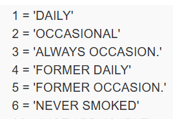 1 = 'DAILY'
2 = 'OCCASIONAL'
3 = 'ALWAYS OCCASION.'
4 = 'FORMER DAILY'
5 = 'FORMER OCCASION.'
6 = 'NEVER SMOKED'